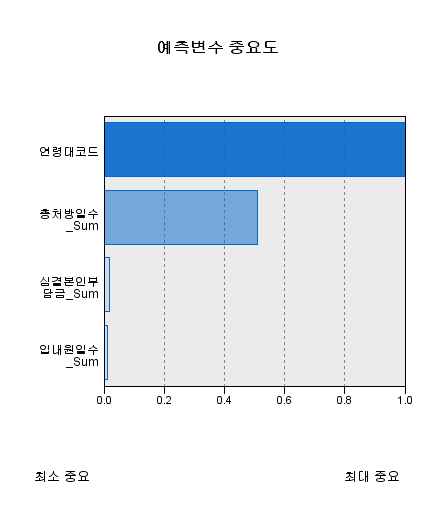 예측변수 중요도
연령대코드
총처방일수
_Sum
심결본인부
담금_Sum
입내원일수
_Sum
0.0 0.2 0.4 0.6 0.8 1.0
최소 중요 최대 중요